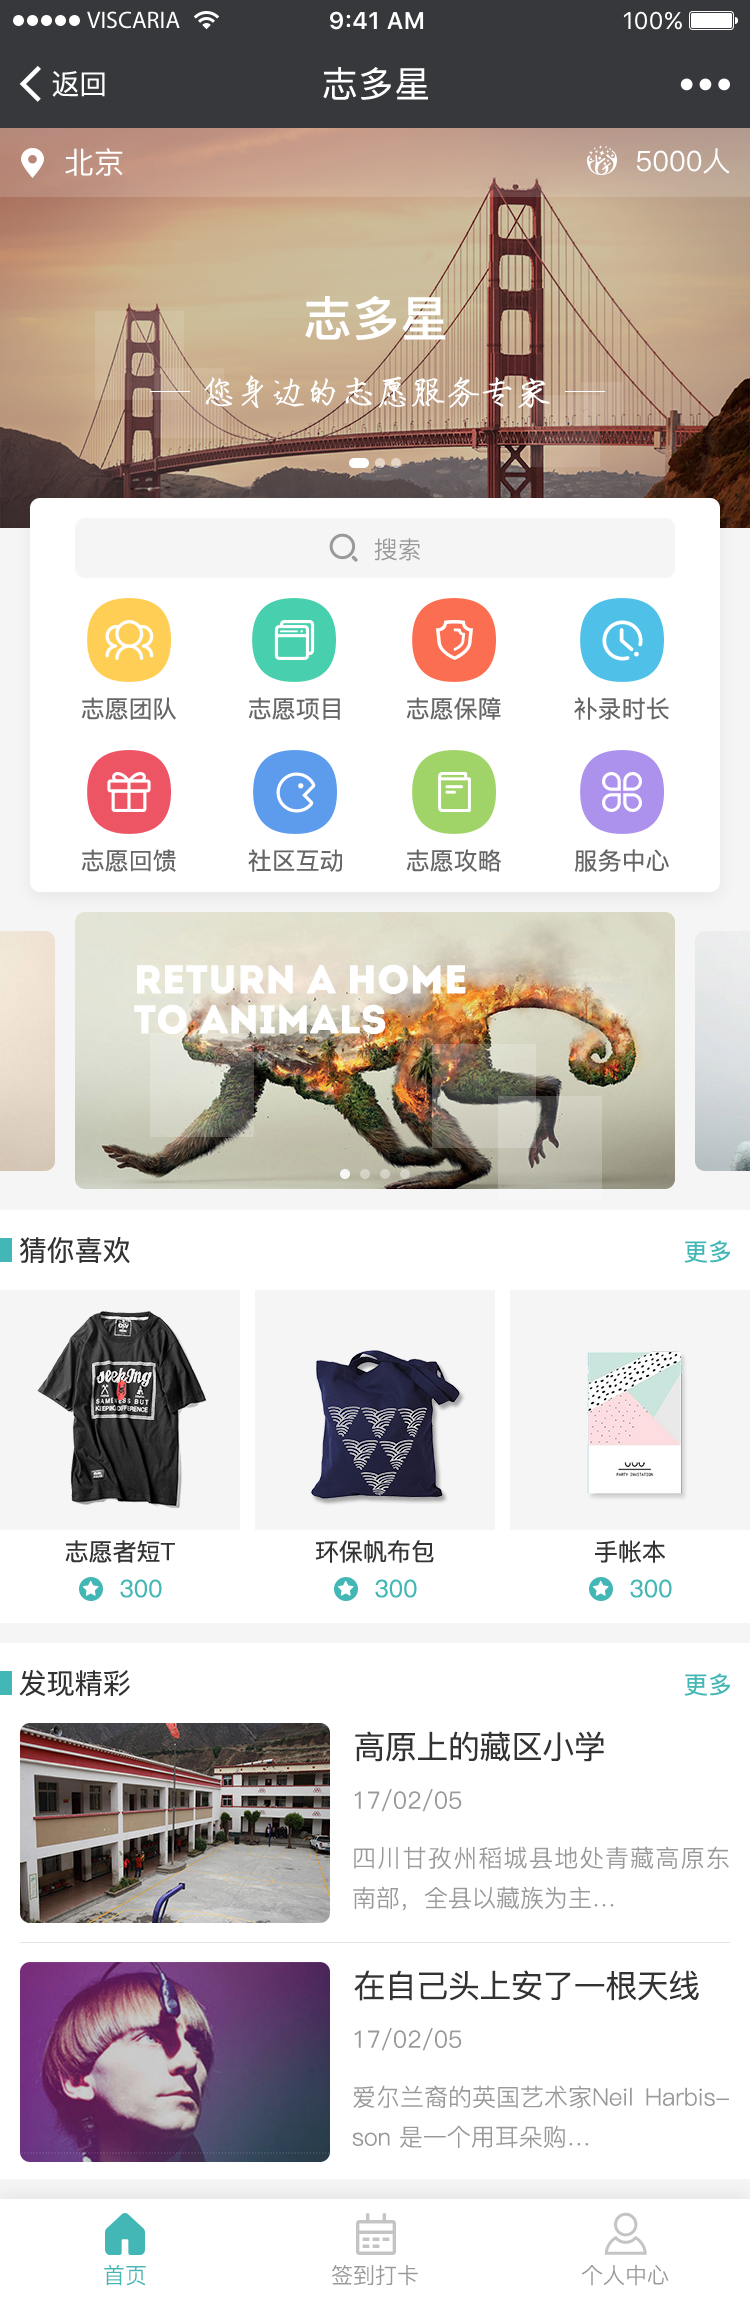 VISCARIA
9:41 AM
100%
返回
志多星
北京
5000人
志多星
您身边的志愿服务专家
搜索
志愿团队
志愿项目
志愿保障
补录时长
志愿回馈
社区互动
志愿攻略
服务中心
RETURN A HOME
TO ANIMALS
猜你喜欢
更多
seekIng
SAMENESS BUT
KEEPING DIFFERENCE
PARTY INVITATION
志愿者短T
环保帆布包
手帐本
300
300
300
发现精彩
更多
高原上的藏区小学
17/02/05
四川甘孜州稻城县地处青藏高原东
南部，全县以藏族为主...
在自己头上安了一根天线
17/02/05
爱尔兰裔的英国艺术家Neil Harbis-
son 是一个用耳朵购...
首页
签到打卡
个人中心